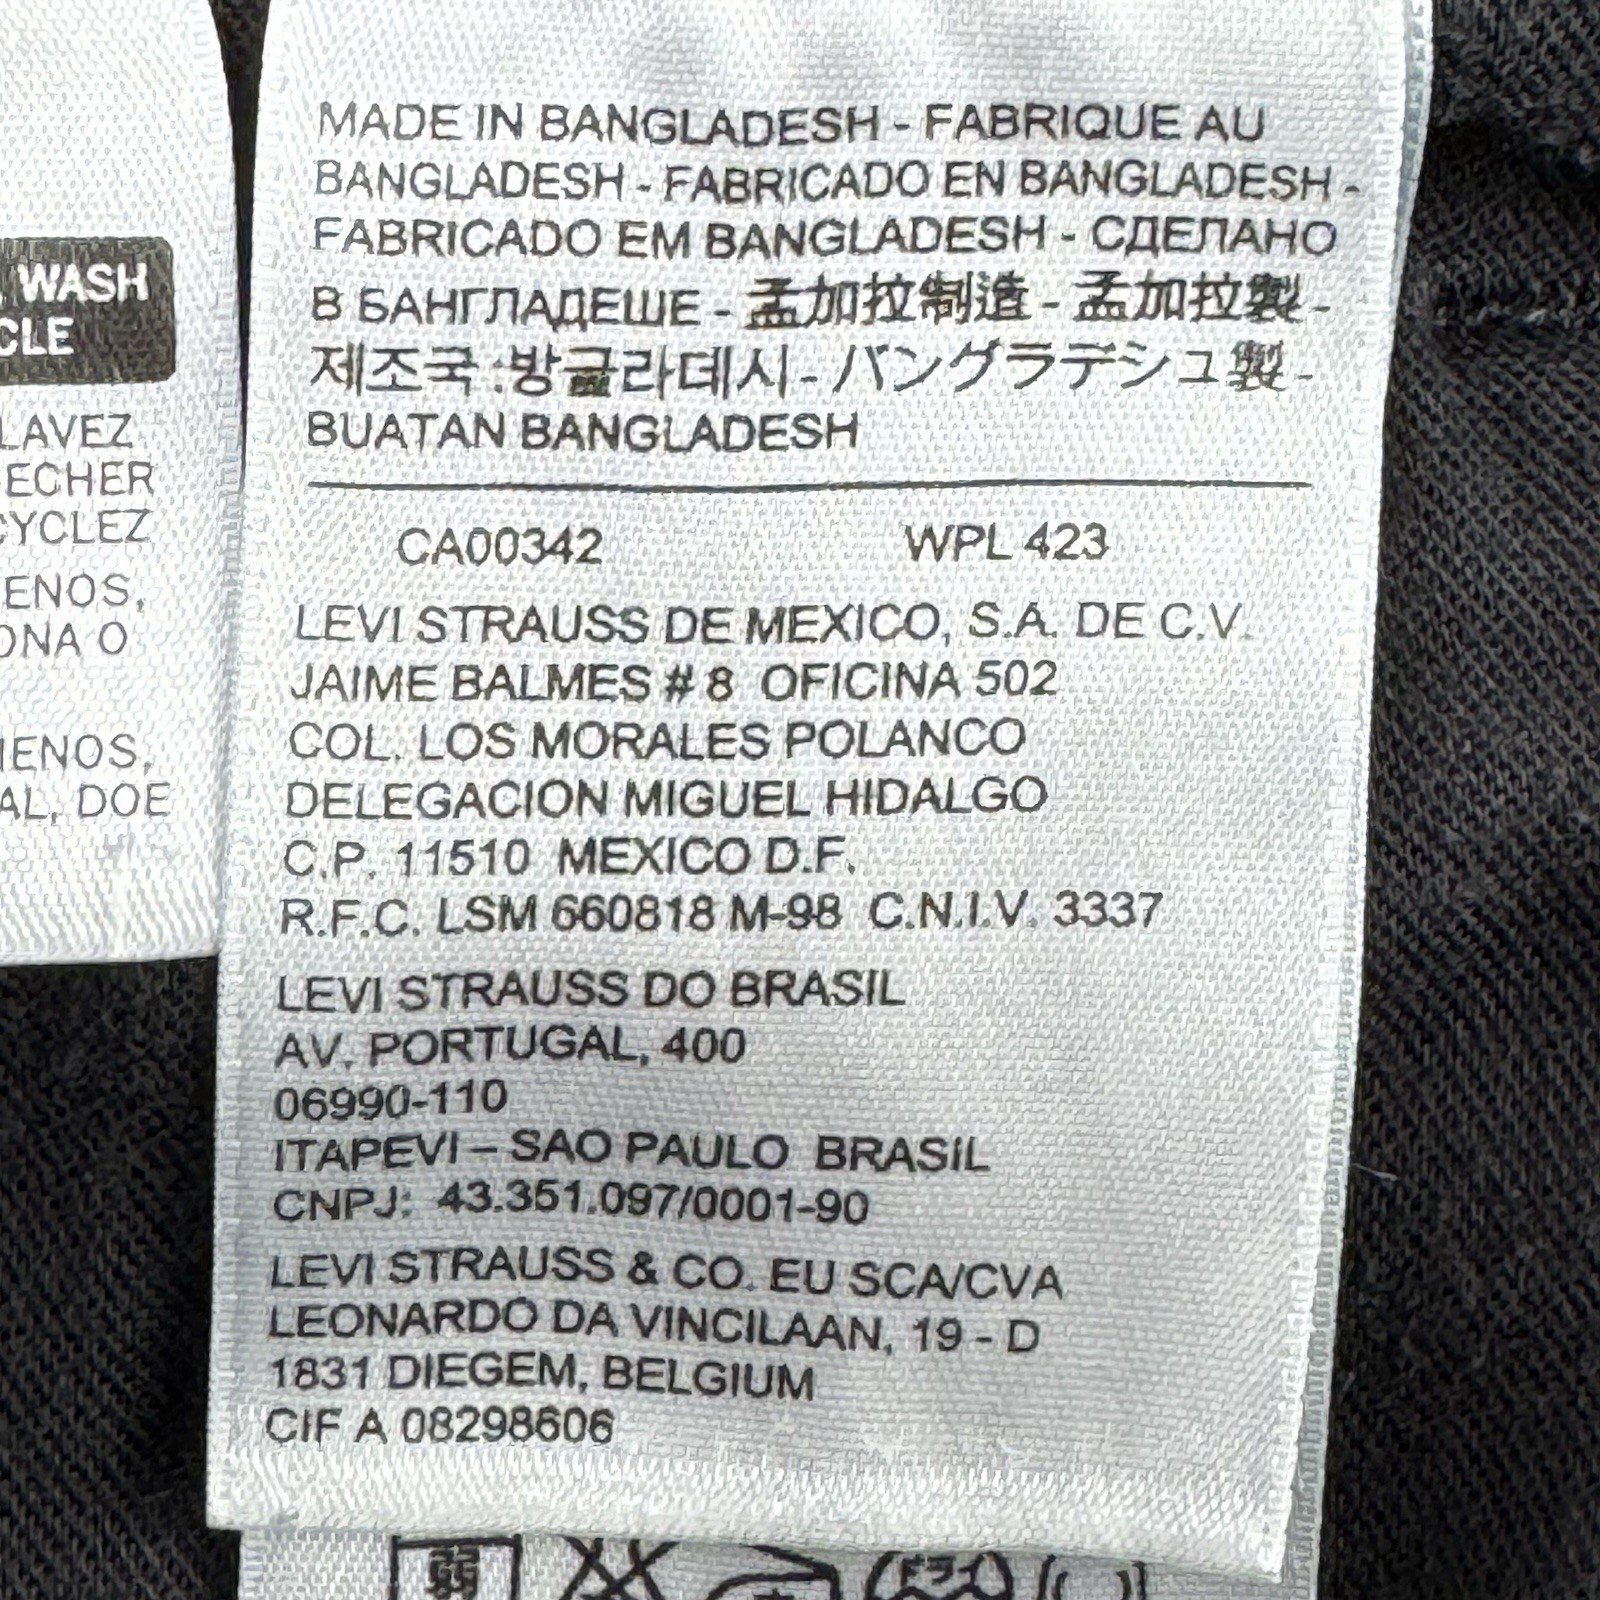 WASH
CLE
LAVEZ
ECHER
CYCLEZ
ENOS,
ONA O
ENOS,
AL, DOE
MADE IN BANGLADESH - FABRIQUE AU
BANGLADESH - FABRICADO EN BANGLADESH -
FABRICADO EM BANGLADESH - СДЕЛАНО
В БАНГЛАДЕШЕ - 孟加拉制造 - 孟加拉製 -
제조국 :방글라데시 - バングラデシュ製 -
BUATAN BANGLADESH
CA00342 WPL 423
LEVI STRAUSS DE MEXICO, S.A. DE C.V.
JAIME BALMES # 8 OFICINA 502
COL. LOS MORALES POLANCO
DELEGACION MIGUEL HIDALGO
C.P. 11510 MEXICO D.F.
R.F.C. LSM 660818 M-98 C.N.I.V. 3337
LEVI STRAUSS DO BRASIL
AV. PORTUGAL, 400
06990-110
ITAPEVI – SAO PAULO BRASIL
CNPJ: 43.351.097/0001-90
LEVI STRAUSS & CO. EU SCA/CVA
LEONARDO DA VINCILAAN, 19 - D
1831 DIEGEM, BELGIUM
CIF A 08298606
弱
ドライ